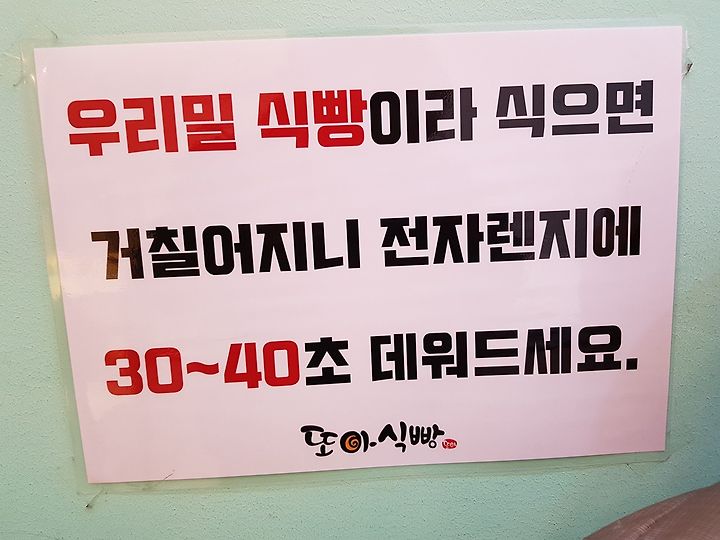 우리밀 식빵이라 식으면
거칠어지니 전자렌지에
30~40초 데워드세요.
또아식빵